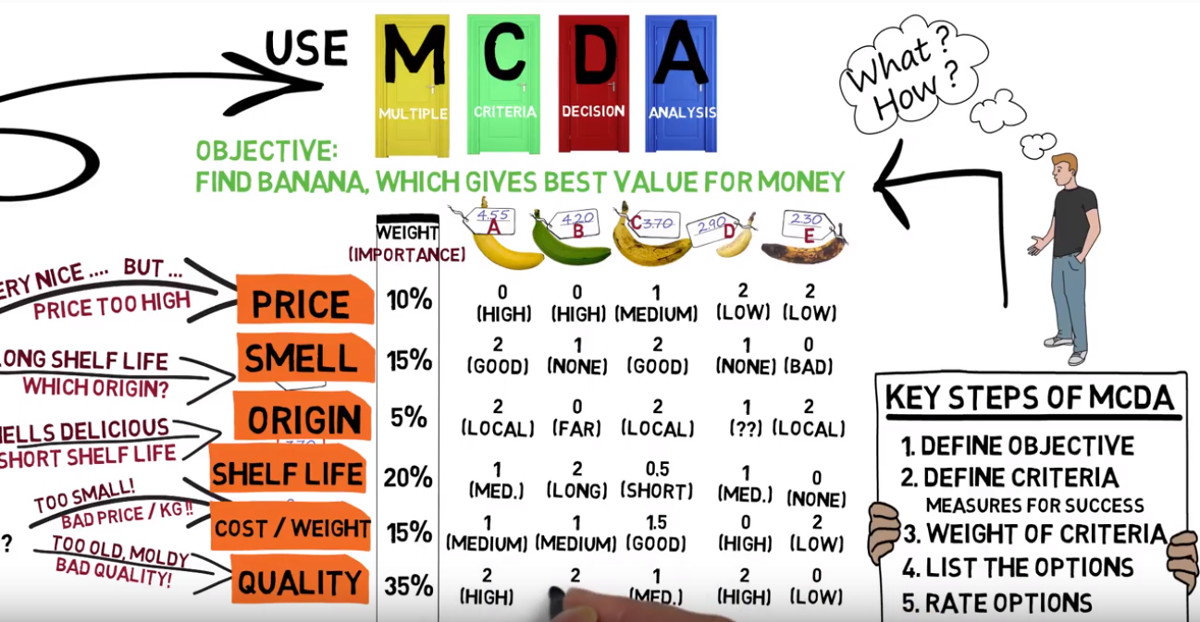 USE
M C D A
MULTIPLE CRITERIA DECISION ANALYSIS
What?
How?
OBJECTIVE:
FIND BANANA, WHICH GIVES BEST VALUE FOR MONEY
4.55 4.20 3.70 2.90 2.30
A B C D E
WEIGHT
(IMPORTANCE)
ERY NICE .... BUT ...
PRICE TOO HIGH
PRICE 10% 0 0 1 2 2
(HIGH) (HIGH) (MEDIUM) (LOW) (LOW)
ONG SHELF LIFE
WHICH ORIGIN?
SMELL 15% 2 1 2 1 0
(GOOD) (NONE) (GOOD) (NONE) (BAD)
ELLS DELICIOUS
SHORT SHELF LIFE
ORIGIN 5% 2 0 2 1 2
(LOCAL) (FAR) (LOCAL) (??) (LOCAL)
SHELF LIFE 20% 1 2 0,5 1 0
(MED.) (LONG) (SHORT) (MED.) (NONE)
TOO SMALL!
BAD PRICE / KG !!
COST / WEIGHT 15% 1 1 1.5 0 2
(MEDIUM) (MEDIUM) (GOOD) (HIGH) (LOW)
?
TOO OLD, MOLDY
BAD QUALITY!
QUALITY 35% 2 2 1 2 0
(HIGH) (MED.) (HIGH) (LOW)
KEY STEPS OF MCDA
1. DEFINE OBJECTIVE
2. DEFINE CRITERIA
MEASURES FOR SUCCESS
3. WEIGHT OF CRITERIA
4. LIST THE OPTIONS
5. RATE OPTIONS